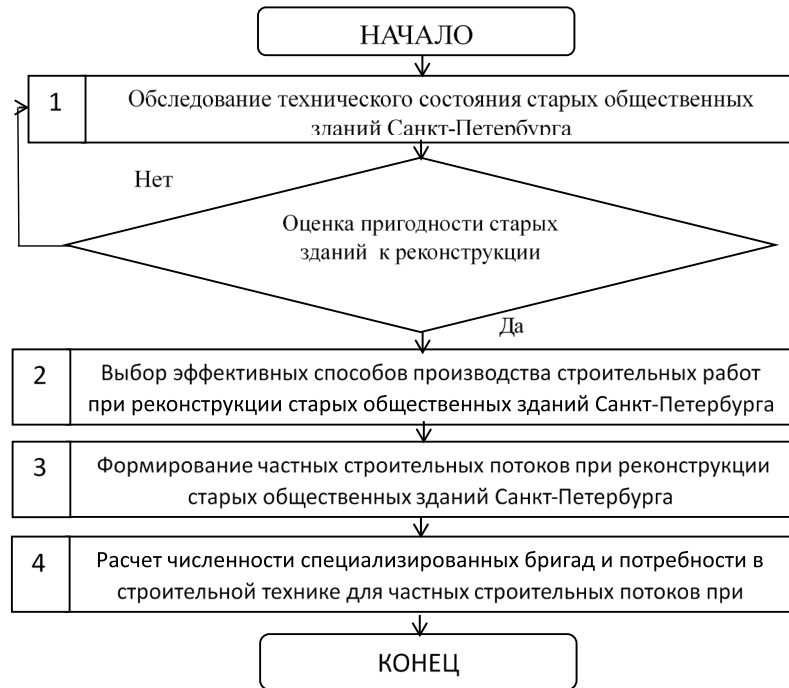 НАЧАЛО
1
Обследование технического состояния старых общественных
зданий Санкт-Петербурга
Нет
Оценка пригодности старых
зданий к реконструкции
Да
2
Выбор эффективных способов производства строительных работ
при реконструкции старых общественных зданий Санкт-Петербурга
3
Формирование частных строительных потоков при реконструкции
старых общественных зданий Санкт-Петербурга
4
Расчет численности специализированных бригад и потребности в
строительной технике для частных строительных потоков при
КОНЕЦ